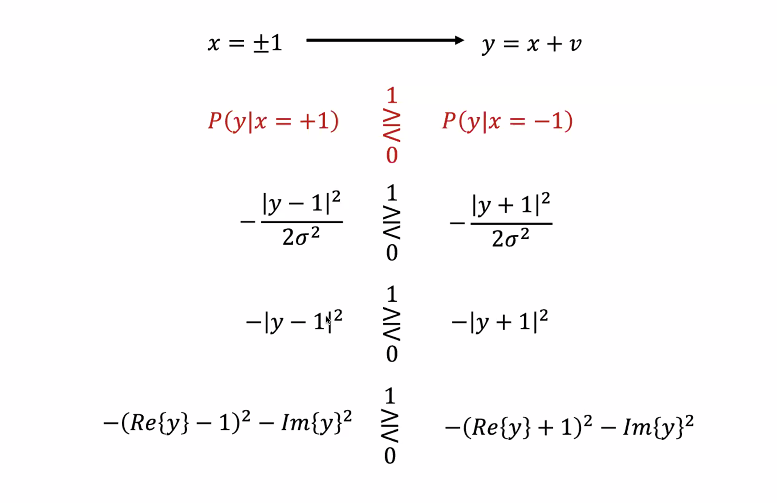 x = ±1 ⟶ y = x + v
1
P(y|x = +1) ⋛ P(y|x = −1)
0
1
−|y − 1|²/2σ² ⋛ −|y + 1|²/2σ²
0
1
−|y − 1|² ⋛ −|y + 1|²
0
1
−(Re{y} − 1)² − Im{y}² ⋛ −(Re{y} + 1)² − Im{y}²
0